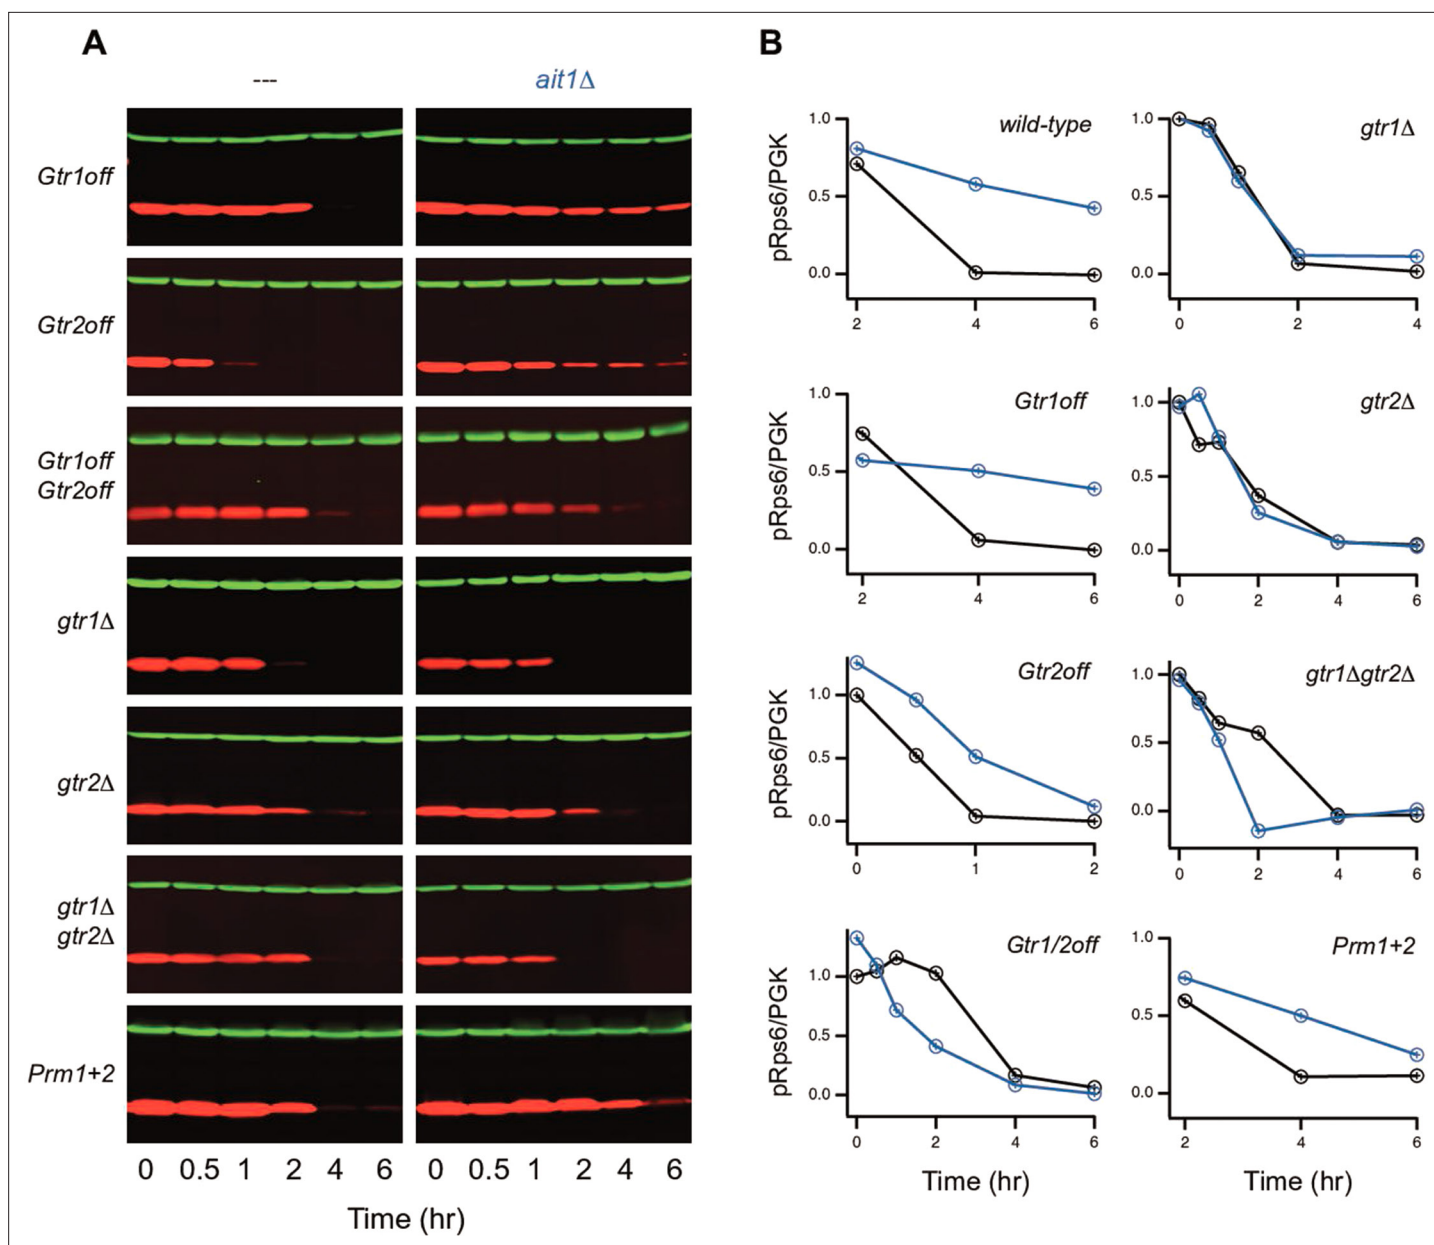 A
B
---
ait1Δ
Gtr1off
Gtr2off
Gtr1off
Gtr2off
gtr1Δ
gtr2Δ
gtr1Δ
gtr2Δ
Prm1+2
0 0.5 1 2 4 6
0 0.5 1 2 4 6
Time (hr)
pRps6/PGK
1.0
0.5
0.0
wild-type
2 4 6
1.0
0.5
0.0
gtr1Δ
0 2 4
pRps6/PGK
1.0
0.5
0.0
Gtr1off
2 4 6
1.0
0.5
0.0
gtr2Δ
0 2 4 6
pRps6/PGK
1.0
0.5
0.0
Gtr2off
0 1 2
1.0
0.5
0.0
gtr1Δgtr2Δ
0 2 4 6
pRps6/PGK
1.0
0.5
0.0
Gtr1/2off
0 2 4 6
Time (hr)
1.0
0.5
0.0
Prm1+2
2 4 6
Time (hr)